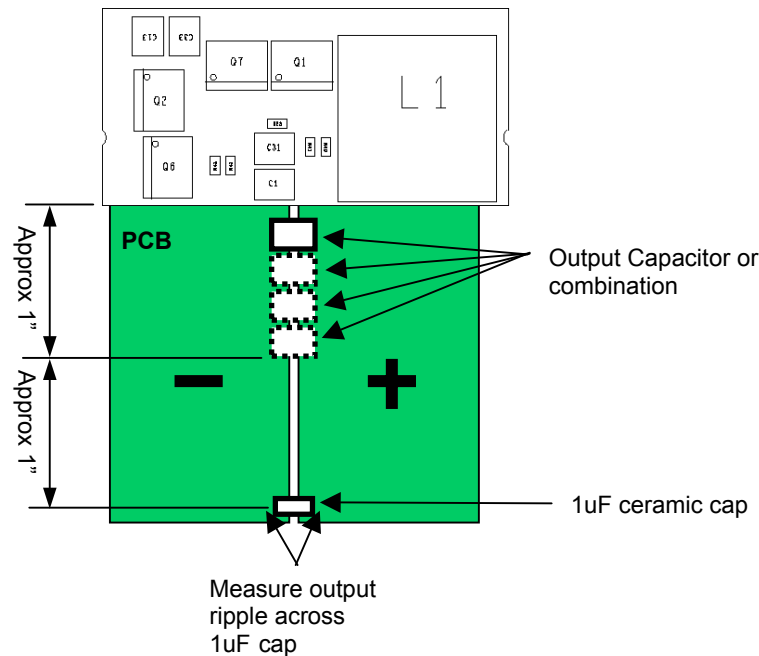 Q7
Q1
L1
Q2
C31
Q6
C1
PCB
Approx 1”
Output Capacitor or
combination
−
+
Approx 1”
1uF ceramic cap
Measure output
ripple across
1uF cap